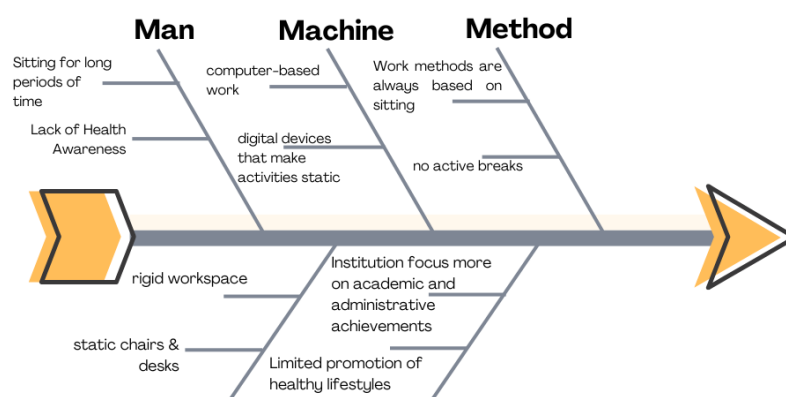 Man
Machine
Method
Sitting for long
periods of
time
Lack of Health
Awareness
computer-based
work
digital devices
that make
activities static
Work methods are
always based on
sitting
no active breaks
rigid workspace
static chairs &
desks
Institution focus more
on academic and
administrative
achievements
Limited promotion of
healthy lifestyles